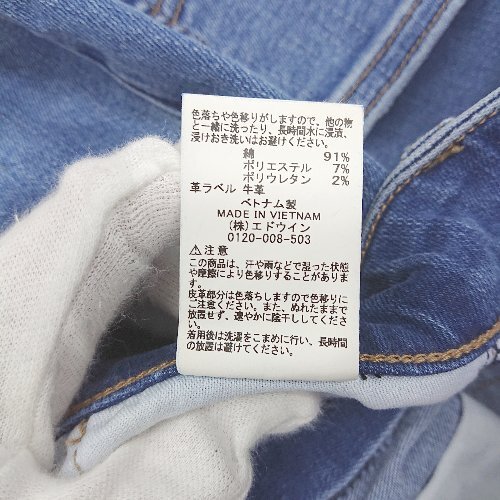 色落ちや色移りがしますので、他の物
と一緒に洗ったり、長時間水に浸漬、
浸けおき洗いはお避けください。
綿 91%
ポリエステル 7%
ポリウレタン 2%
革ラベル 牛革
ベトナム製
MADE IN VIETNAM
(株)エドウイン
0120-008-503
⚠注意
この商品は、汗や雨などで湿った状態
や摩擦により色移りすることがありま
す。
皮革部分は色落ちしますので色移りに
ご注意ください。また、ぬれたままで
放置せず、速やかに陰干ししてくださ
い。
着用後は洗濯をこまめに行い、長時間
の放置は避けてください。